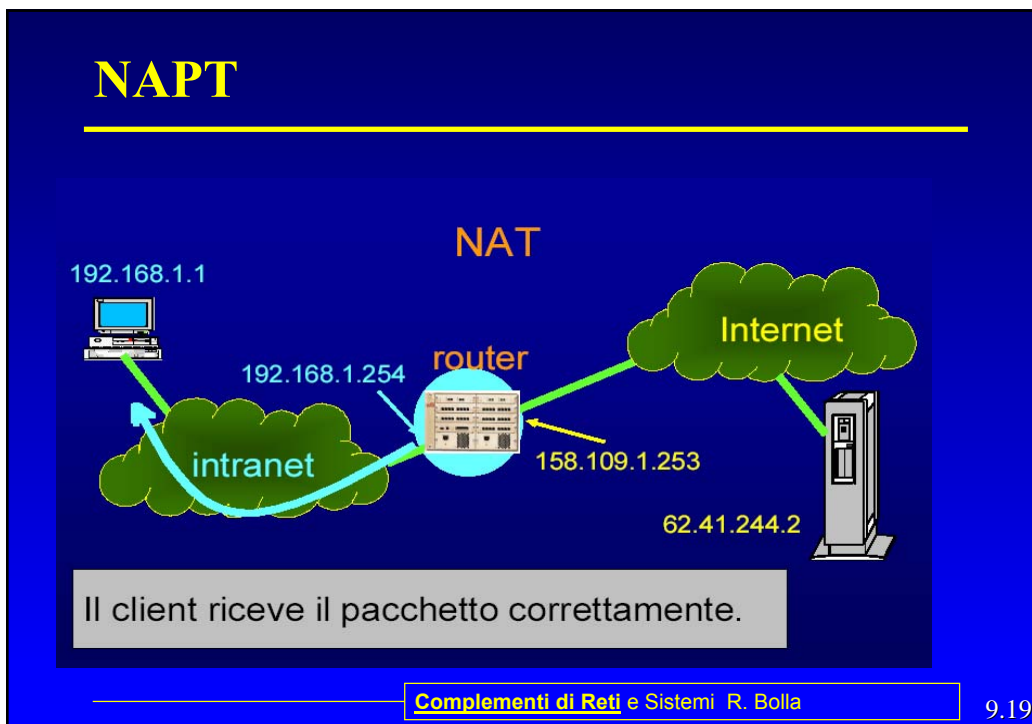 NAPT
NAT
192.168.1.1
Internet
router
192.168.1.254
intranet
158.109.1.253
62.41.244.2
Il client riceve il pacchetto correttamente.
Complementi di Reti e Sistemi R. Bolla
9.19